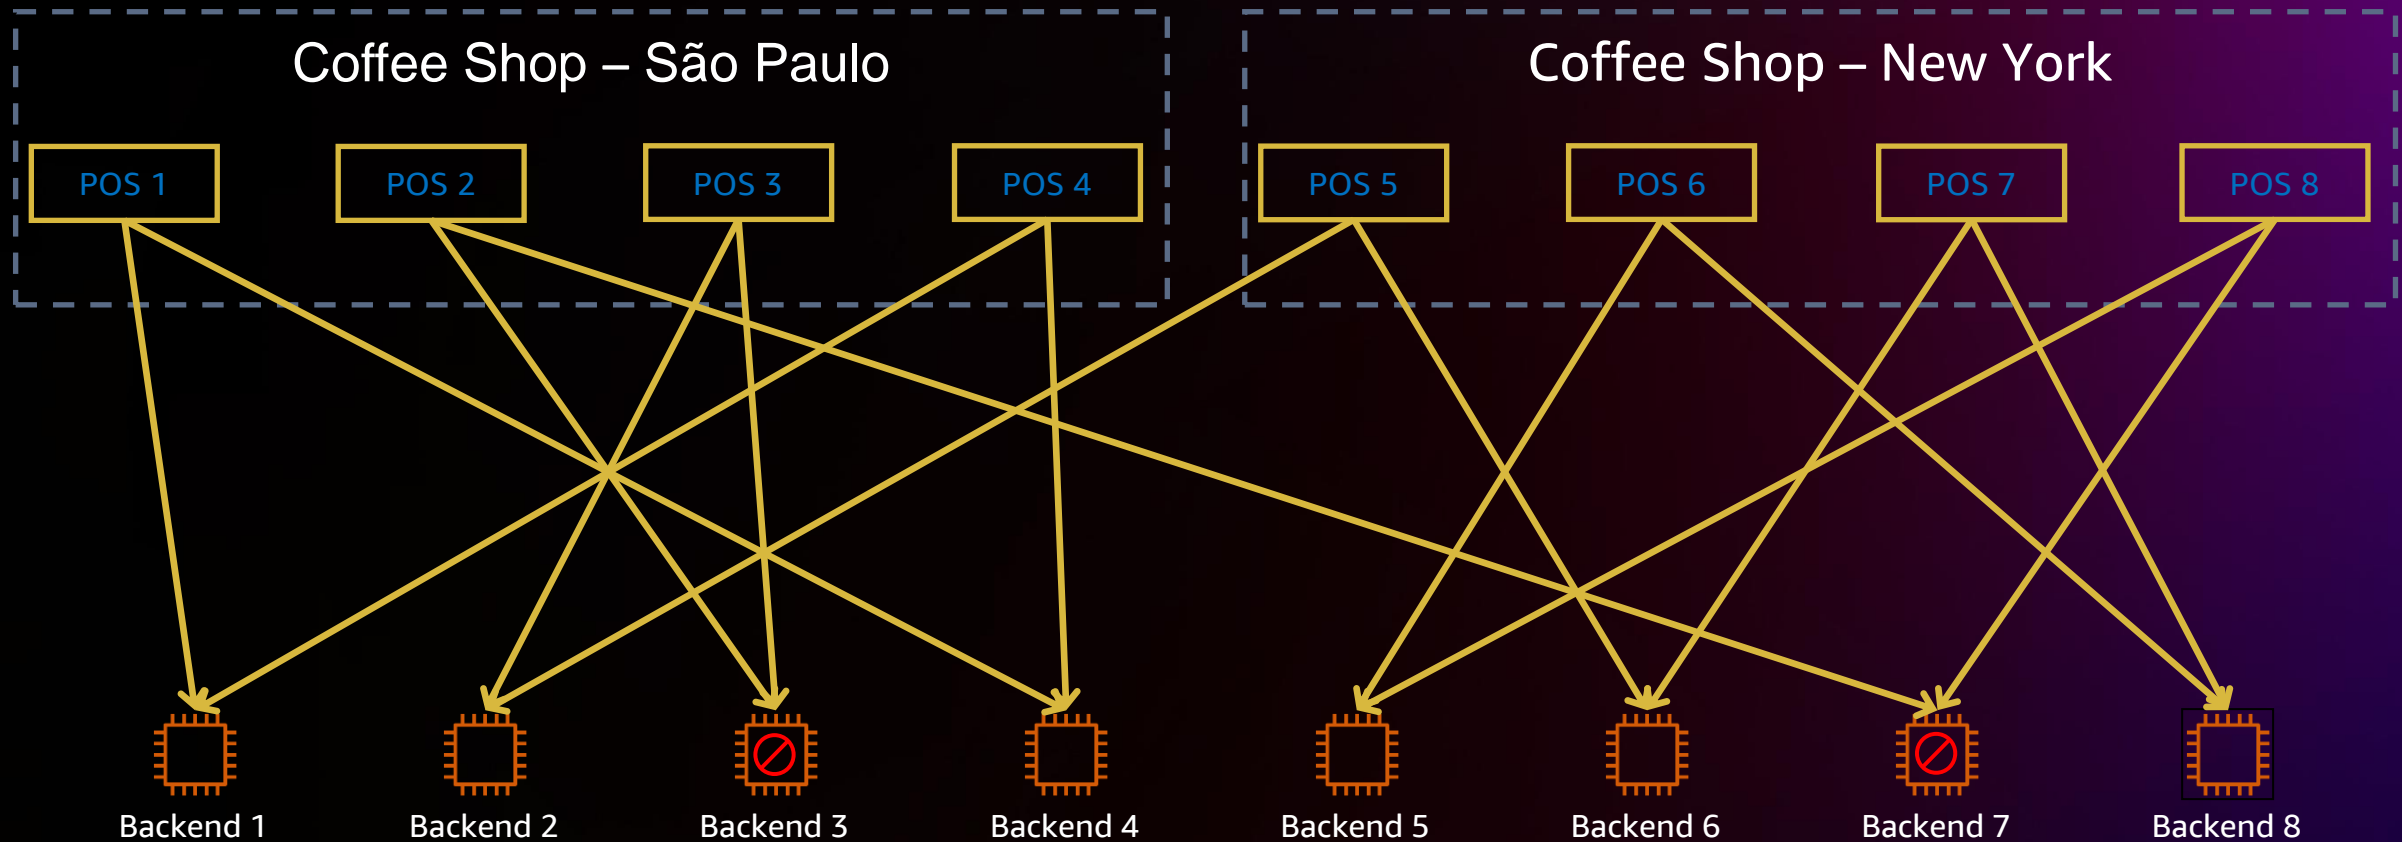 Coffee Shop – São Paulo
Coffee Shop – New York
POS 1
POS 2
POS 3
POS 4
POS 5
POS 6
POS 7
POS 8
Backend 1
Backend 2
Backend 3
Backend 4
Backend 5
Backend 6
Backend 7
Backend 8